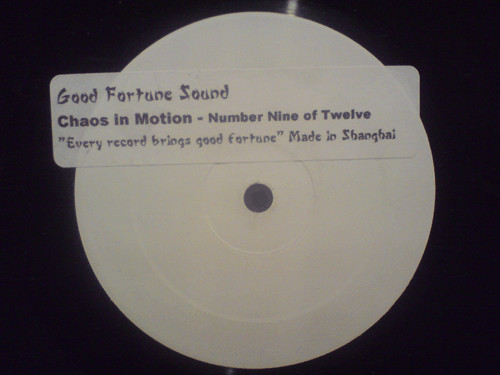 Good Fortune Sound
Chaos in Motion - Number Nine of Twelve
"Every record brings good fortune" Made in Shanghai